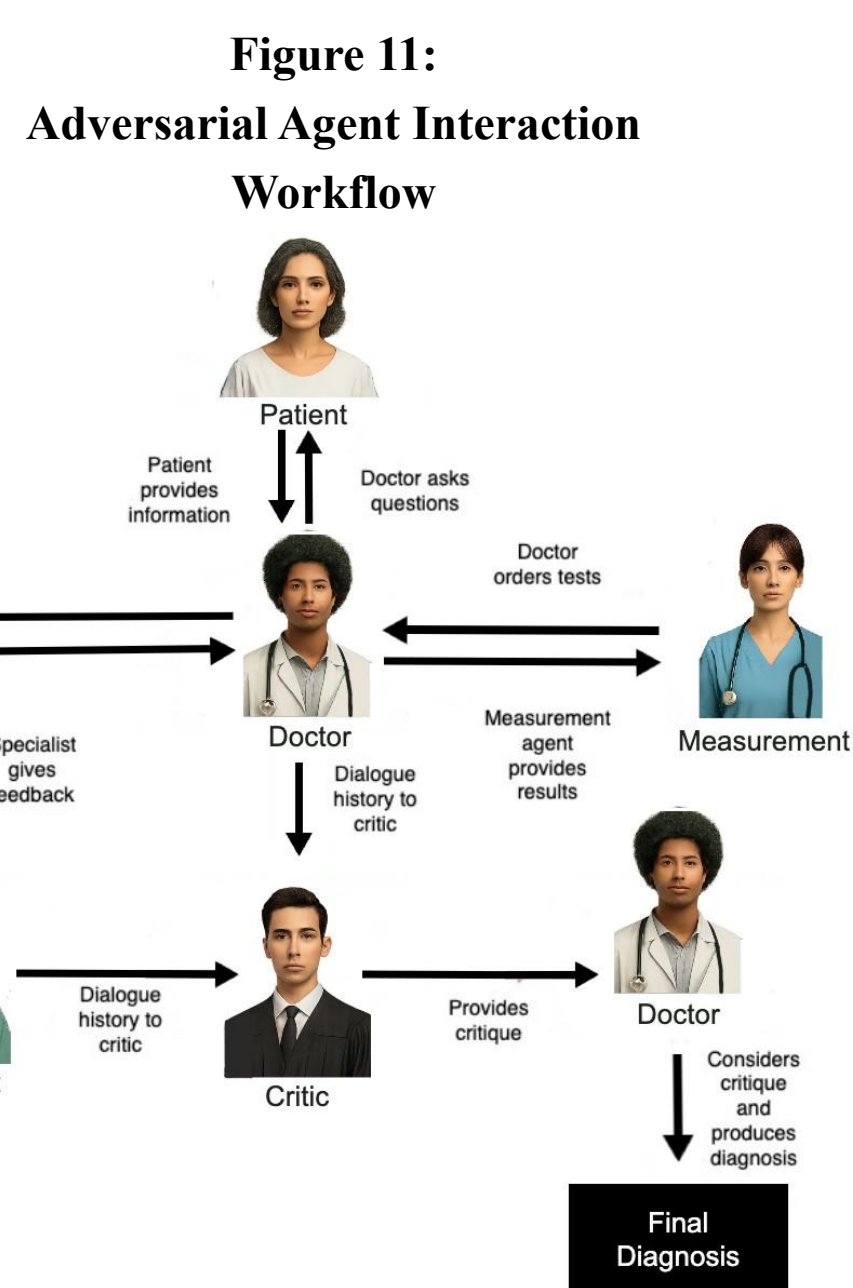 Figure 11:
Adversarial Agent Interaction
Workflow
Patient
Patient
provides
information
Doctor asks
questions
Doctor
orders tests
Doctor
Measurement
agent
provides
results
Measurement
gives
Dialogue
history to
critic
Dialogue
history to
critic
Critic
Provides
critique
Doctor
Considers
critique
and
produces
diagnosis
Final
Diagnosis